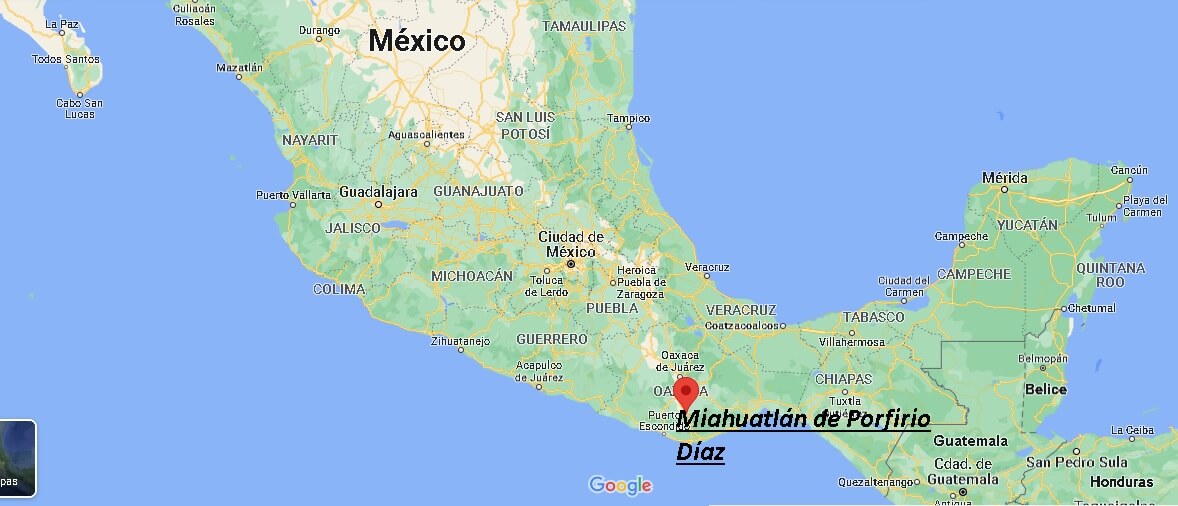 La Paz
Culiacán
Rosales
Durango
México
TAMAULIPAS
Todos Santos
Mazatlán
Cabo San
Lucas
SAN LUIS
POTOSÍ
Tampico
Aguascalientes
NAYARIT
Puerto Vallarta
Guadalajara
GUANAJUATO
JALISCO
Mérida
Cancún
Playa del
Carmen
Tulum
YUCATÁN
Campeche
Ciudad de
México
MICHOACÁN
Toluca
de Lerdo
Heroica
Puebla de
Zaragoza
Veracruz
COLIMA
PUEBLA
VERACRUZ
Coatzacoalcos
Ciudad del
Carmen
CAMPECHE
QUINTANA
ROO
Chetumal
TABASCO
Villahermosa
Zihuatanejo
GUERRERO
Acapulco
de Juárez
Oaxaca
de Juárez
CHIAPAS
Tuxtla
Belmopán
Belice
Puerto
Miahuatlán de Porfirio
Díaz
Guatemala
Cdad. de
Guatemala
La Ceiba
San Pedro Sula
Honduras
Quezaltenango
Antigua
pas
Google